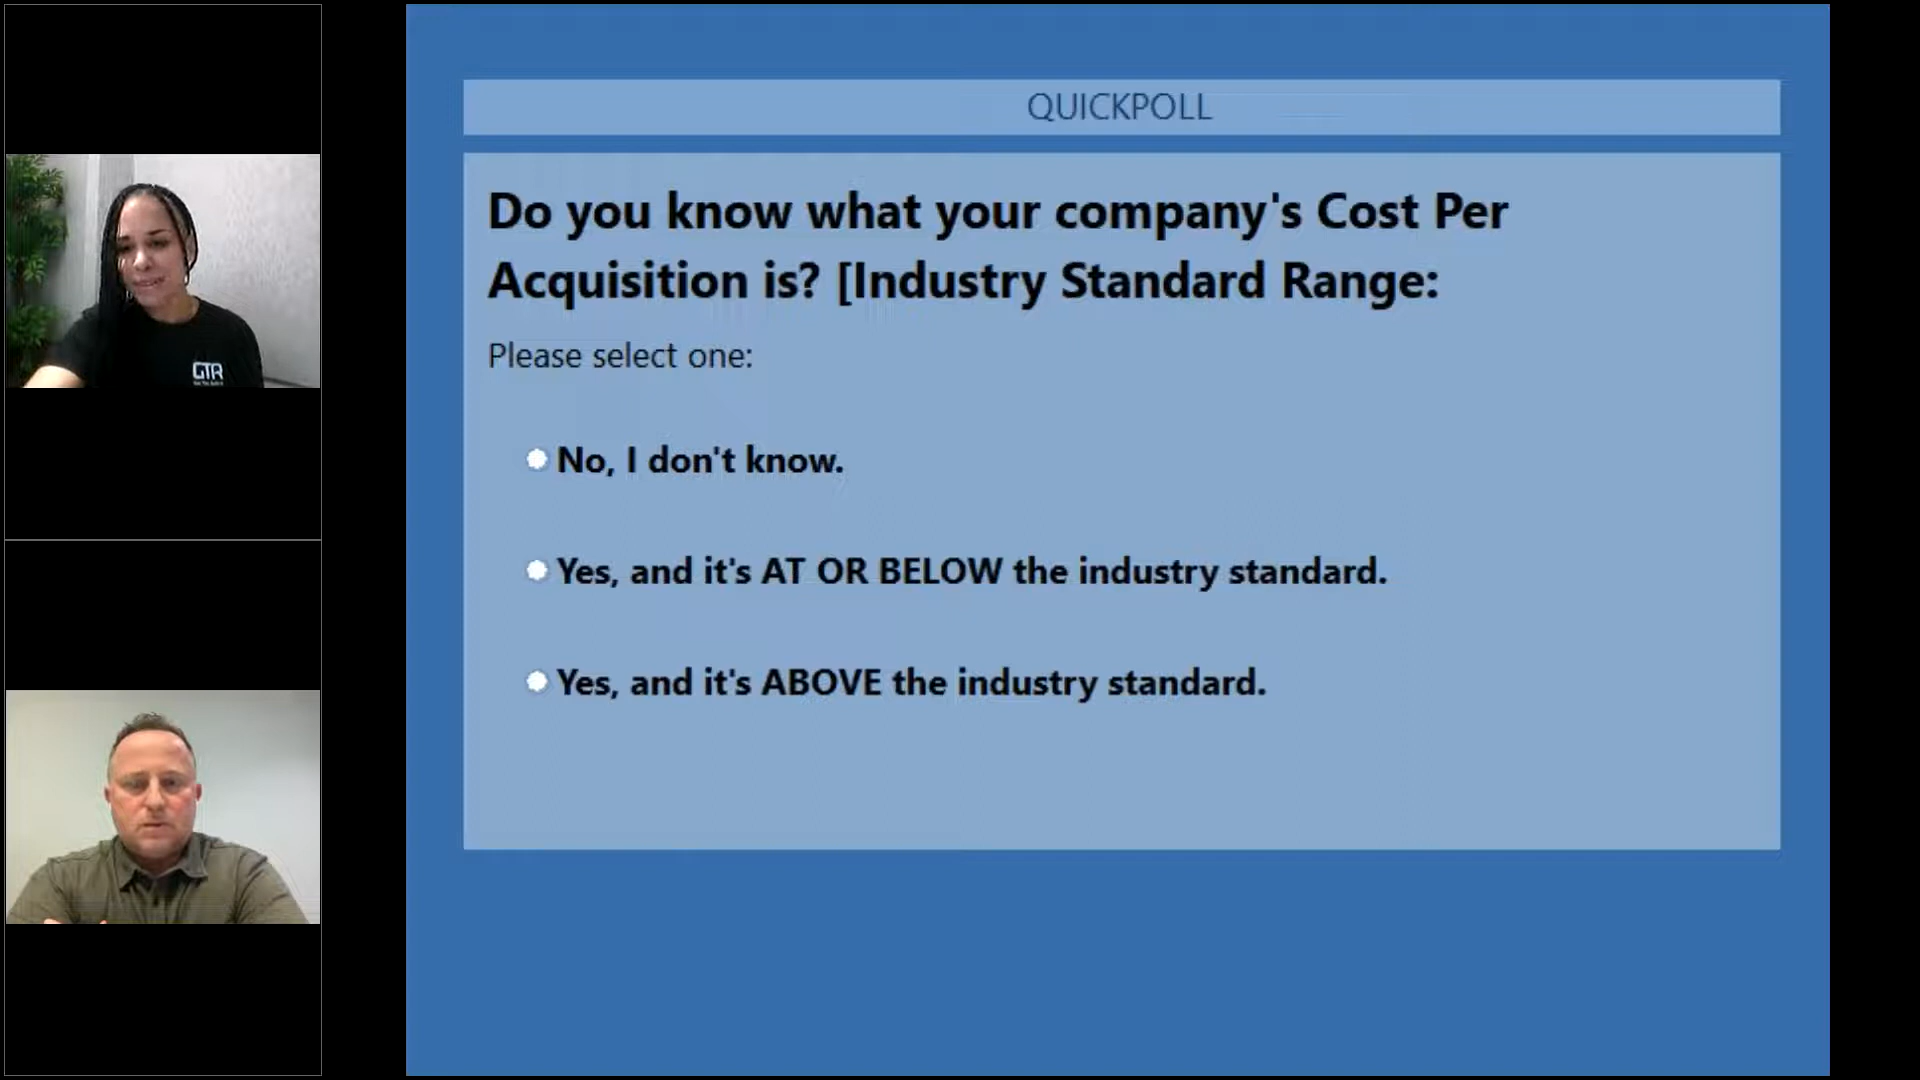 QUICKPOLL
Do you know what your company's Cost Per
Acquisition is? [Industry Standard Range:
Please select one:
No, I don't know.
Yes, and it's AT OR BELOW the industry standard.
Yes, and it's ABOVE the industry standard.
GTR